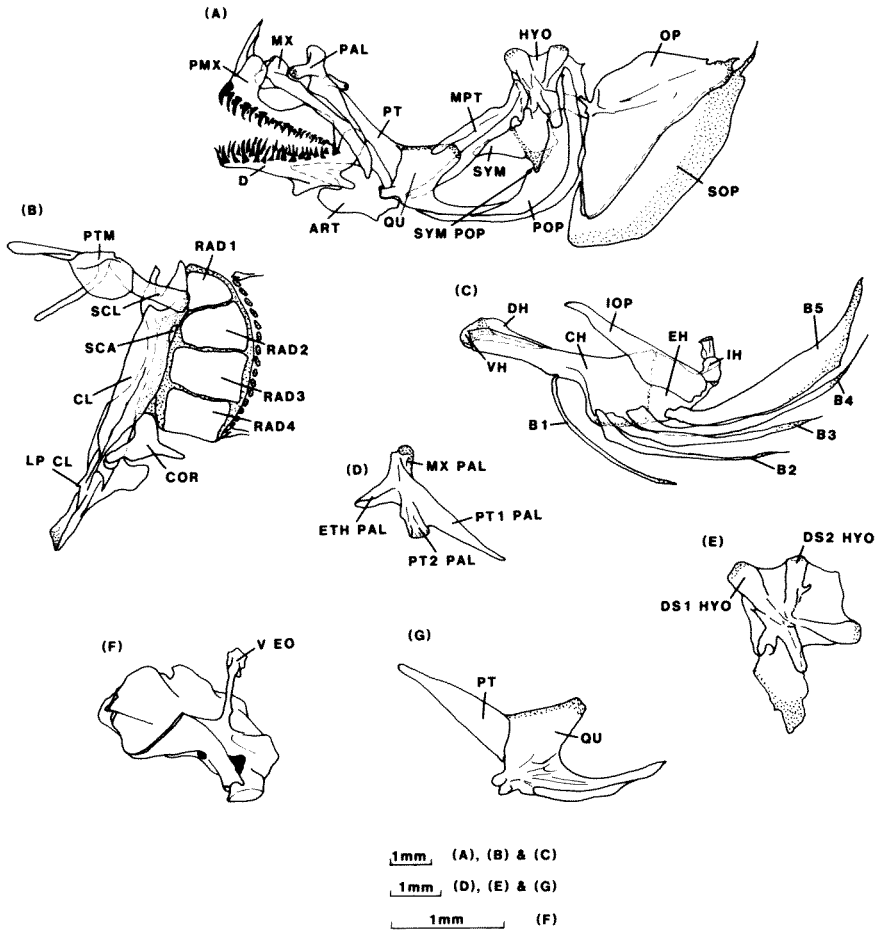 (A)
PMX
MX
PAL
PT
MPT
HYO
OP
SYM
SOP
D
ART
QU
SYM POP
POP
(B)
PTM
RAD1
SCL
SCA
RAD2
CL
RAD3
RAD4
LP CL
COR
(C)
DH
IOP
B5
CH
EH
IH
VH
B4
B1
B3
B2
(D)
MX PAL
ETH PAL
PT1 PAL
PT2 PAL
(E)
DS2 HYO
DS1 HYO
(F)
V EO
(G)
PT
QU
1mm (A), (B) & (C)
1mm (D), (E) & (G)
1mm (F)